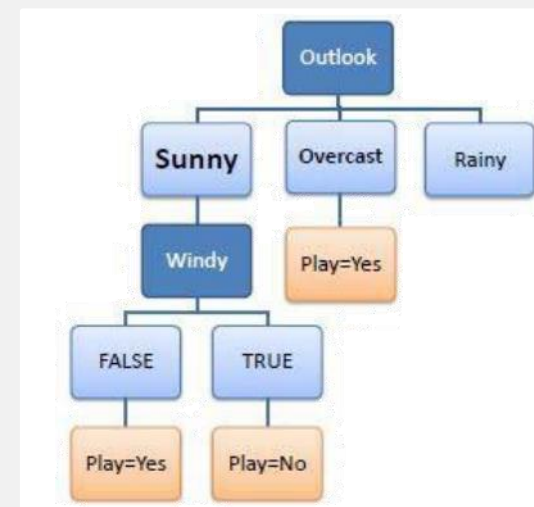 Outlook
Sunny
Overcast
Rainy
Windy
Play=Yes
FALSE
TRUE
Play=Yes
Play=No